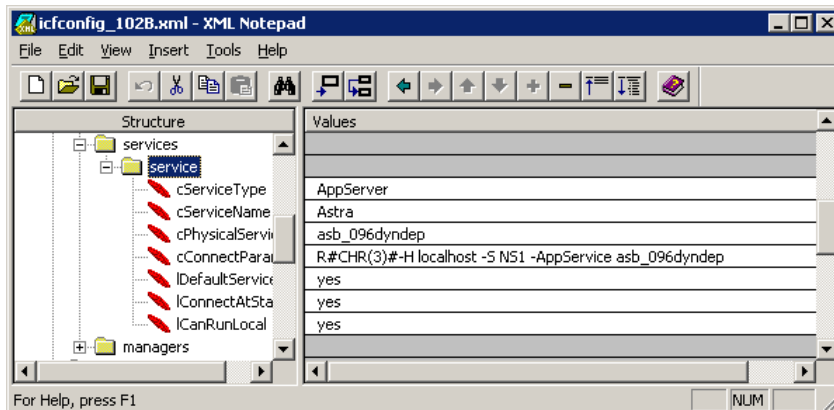 icfconfig_102B.xml - XML Notepad
File Edit View Insert Tools Help
Structure Values
services
service
cServiceType AppServer
cServiceName Astra
cPhysicalServi asb_096dyndep
cConnectParam R#CHR(3)#-H localhost -S NS1 -AppService asb_096dyndep
lDefaultService yes
lConnectAtSta yes
lCanRunLocal yes
managers
For Help, press F1 NUM